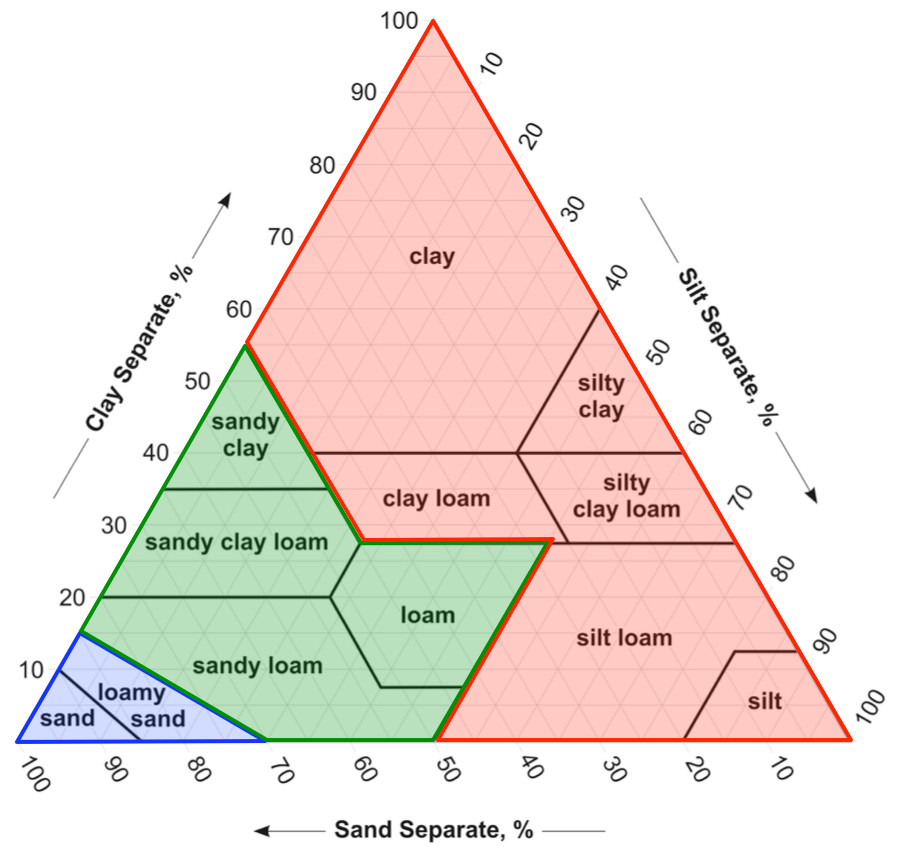 100
10
90
20
80
30
70
clay
40
60
50
silty
clay
50
60
sandy
clay
40
clay loam
silty
clay loam
70
30
sandy clay loam
80
20
loam
silt loam
90
sandy loam
10
loamy
sand
sand
silt
100
100
90
80
70
60
50
40
30
20
10
Clay Separate, %
Silt Separate, %
Sand Separate, %